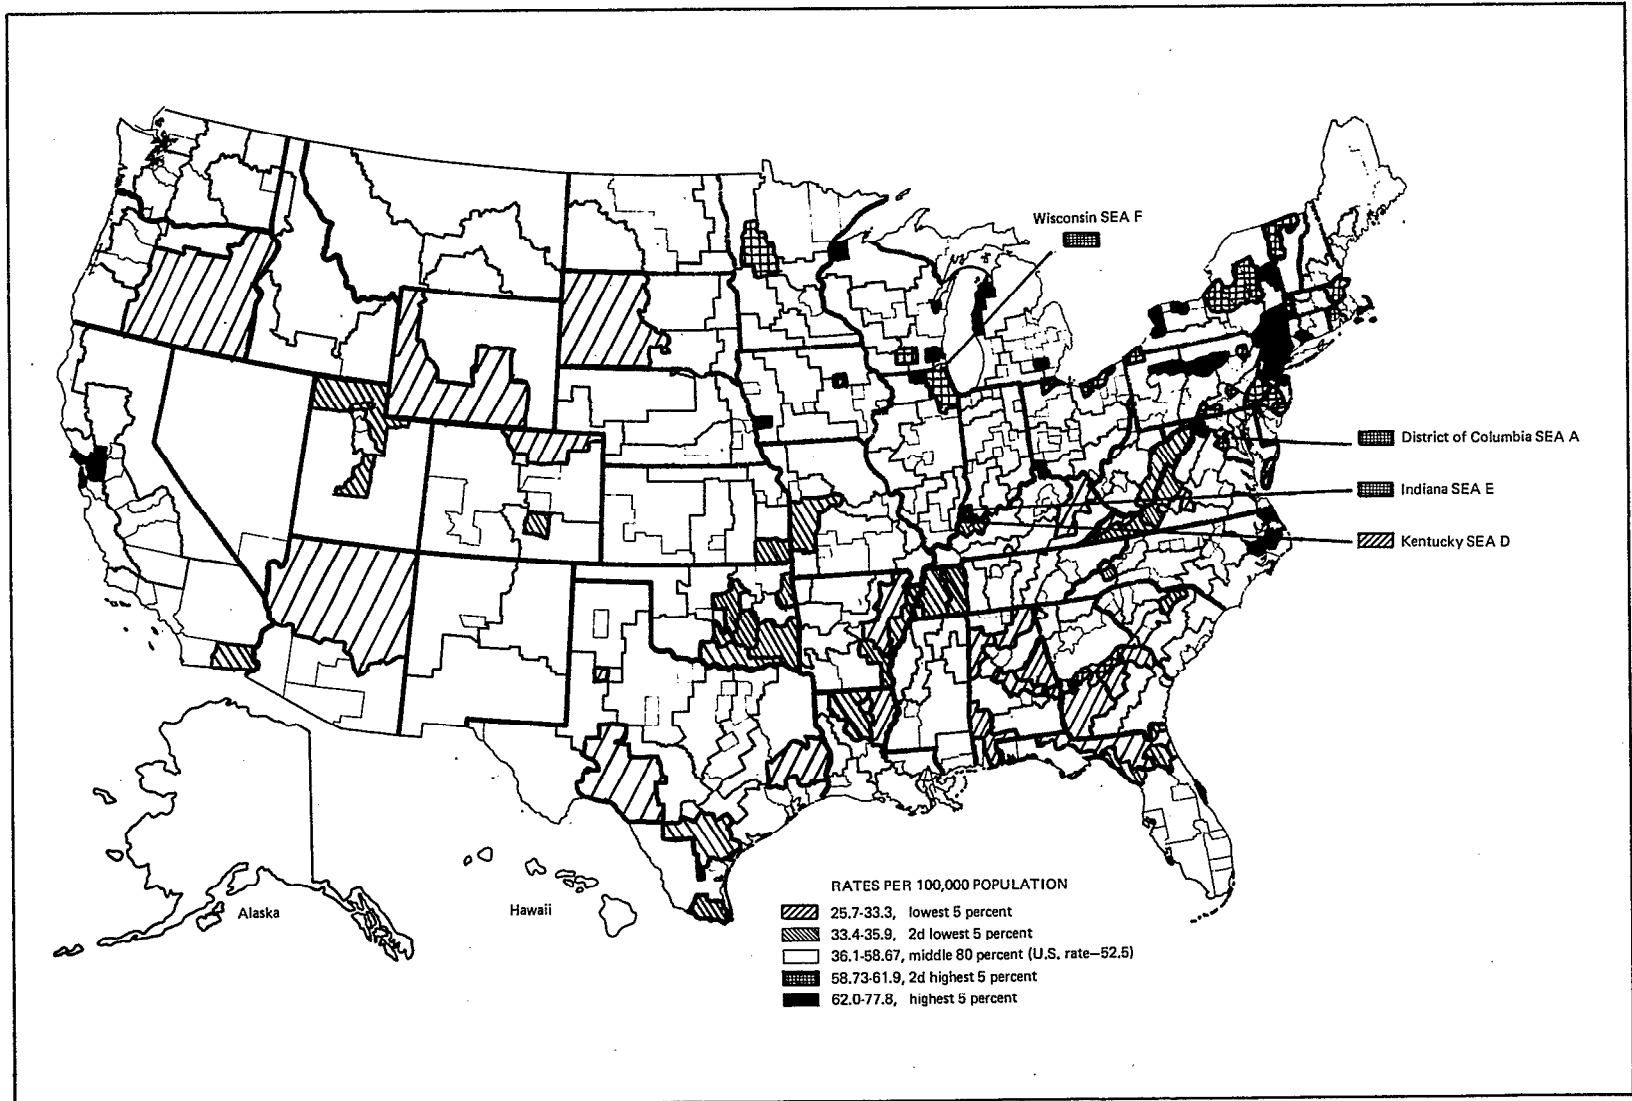 Wisconsin SEA F
District of Columbia SEA A
Indiana SEA E
Kentucky SEA D
Alaska
Hawaii
RATES PER 100,000 POPULATION
25.7-33.3, lowest 5 percent
33.4-35.9, 2d lowest 5 percent
36.1-58.67, middle 80 percent (U.S. rate—52.5)
58.73-61.9, 2d highest 5 percent
62.0-77.8, highest 5 percent